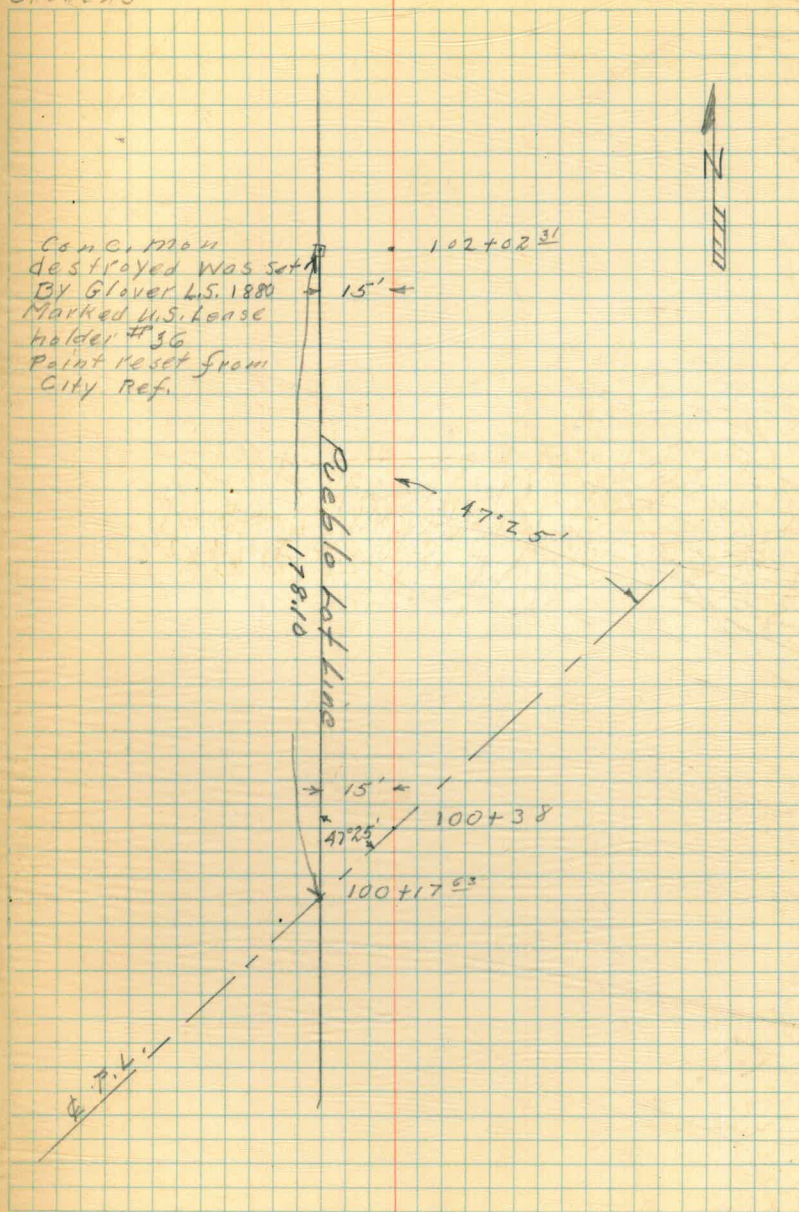 N
Conc. mon
destroyed was set
By Glover L.S. 1880
Marked U.S. Lease
holder #36
Point reset from
City Ref.
102+02 31
15'
Pueblo Lot Line
178.10
47°25'
15'
100+38
47°25'
100+17 63
℄ P.L.